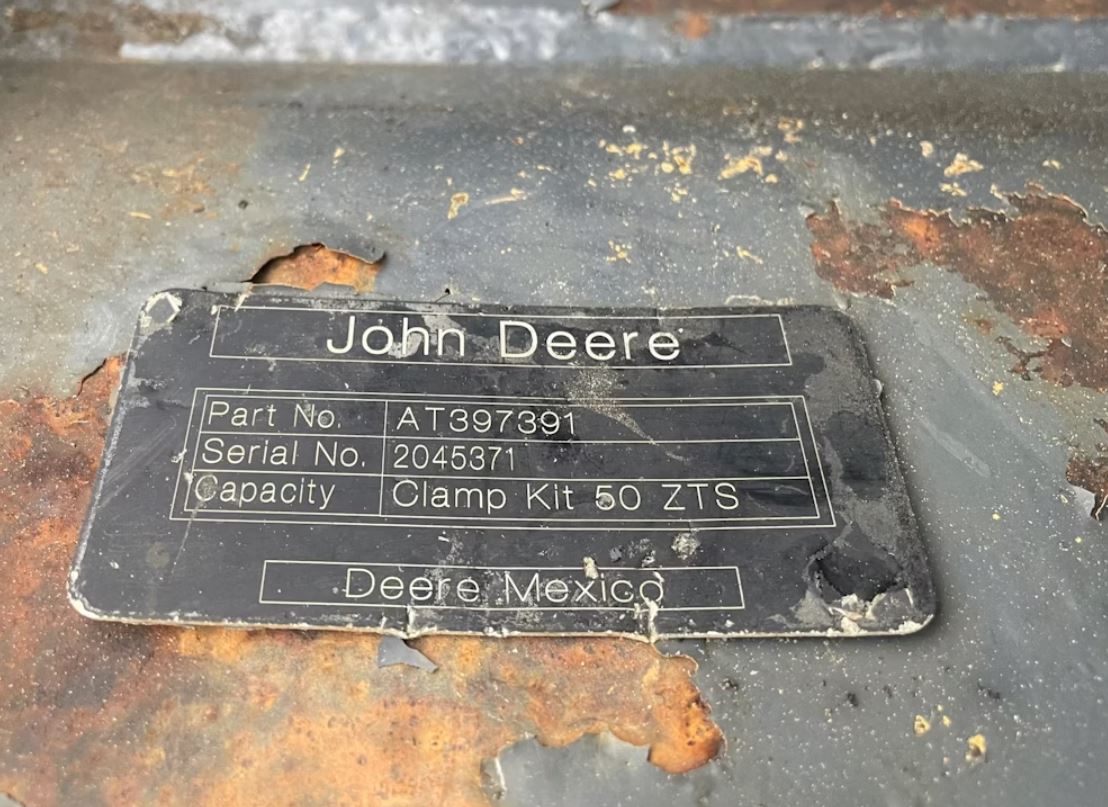 John Deere
Part No. AT397391
Serial No. 2045371
Capacity Clamp Kit 50 ZTS
Deere Mexico